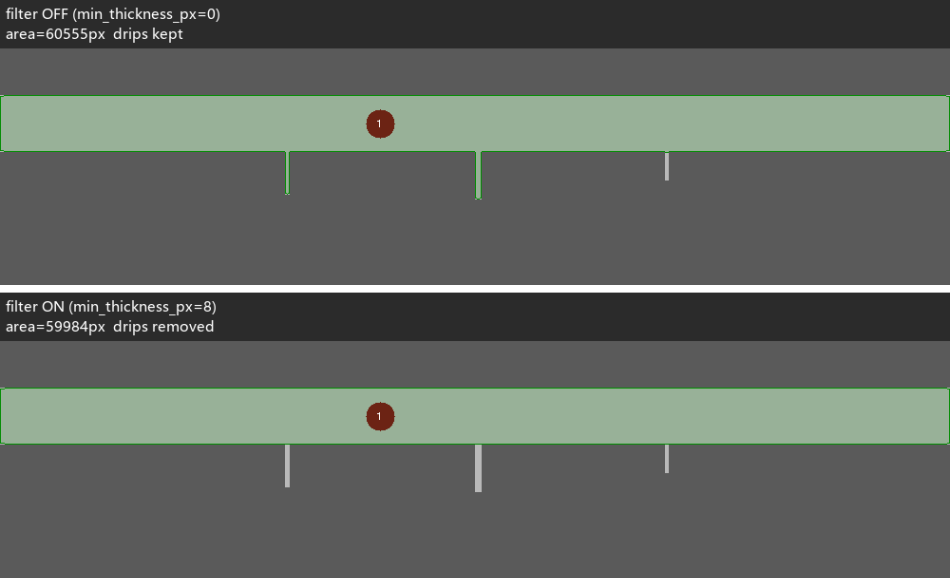 filter OFF (min_thickness_px=0)
area=60555px  drips kept
1
filter ON (min_thickness_px=8)
area=59984px  drips removed
1